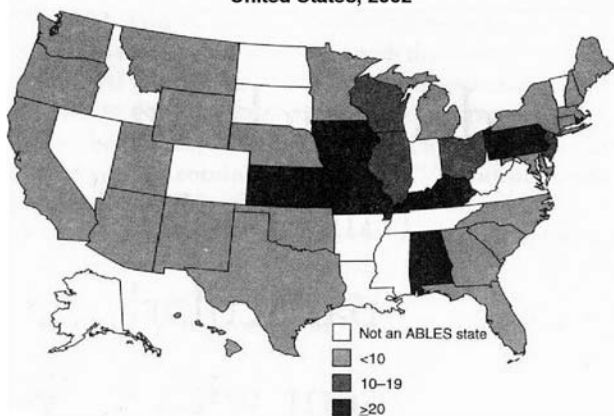 United States, 2002
Not an ABLES state
<10
10–19
≥20